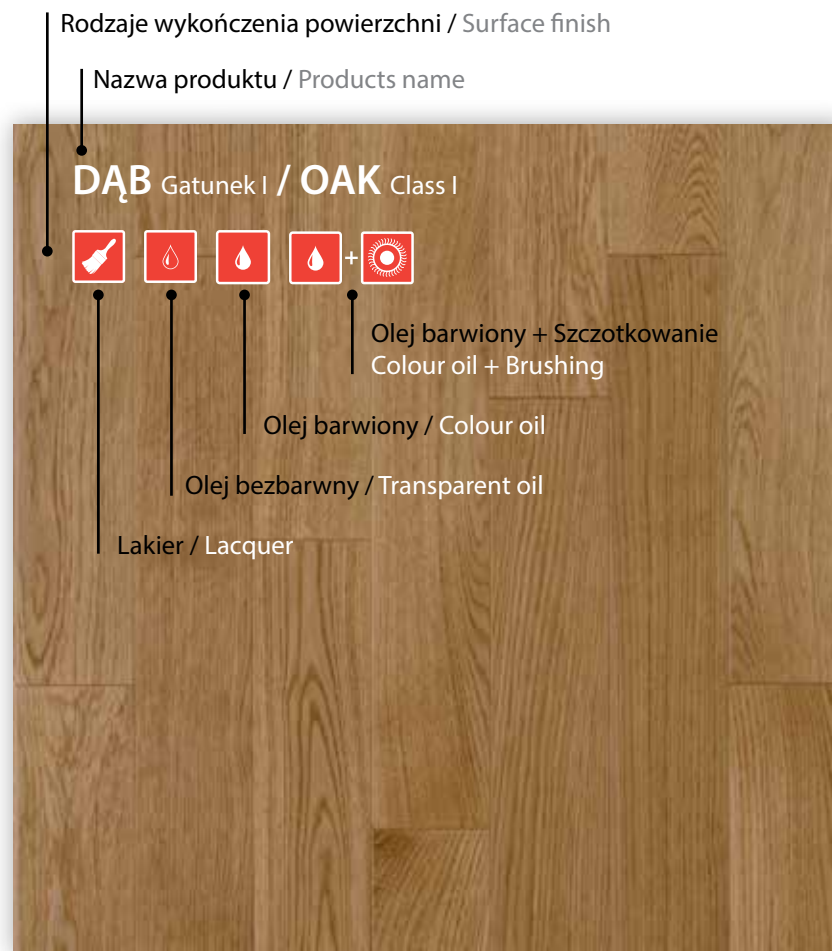 Rodzaje wykończenia powierzchni / Surface finish
Nazwa produktu / Products name
DĄB Gatunek I / OAK Class I
+
Olej barwiony + Szczotkowanie
Colour oil + Brushing
Olej barwiony / Colour oil
Olej bezbarwny / Transparent oil
Lakier / Lacquer